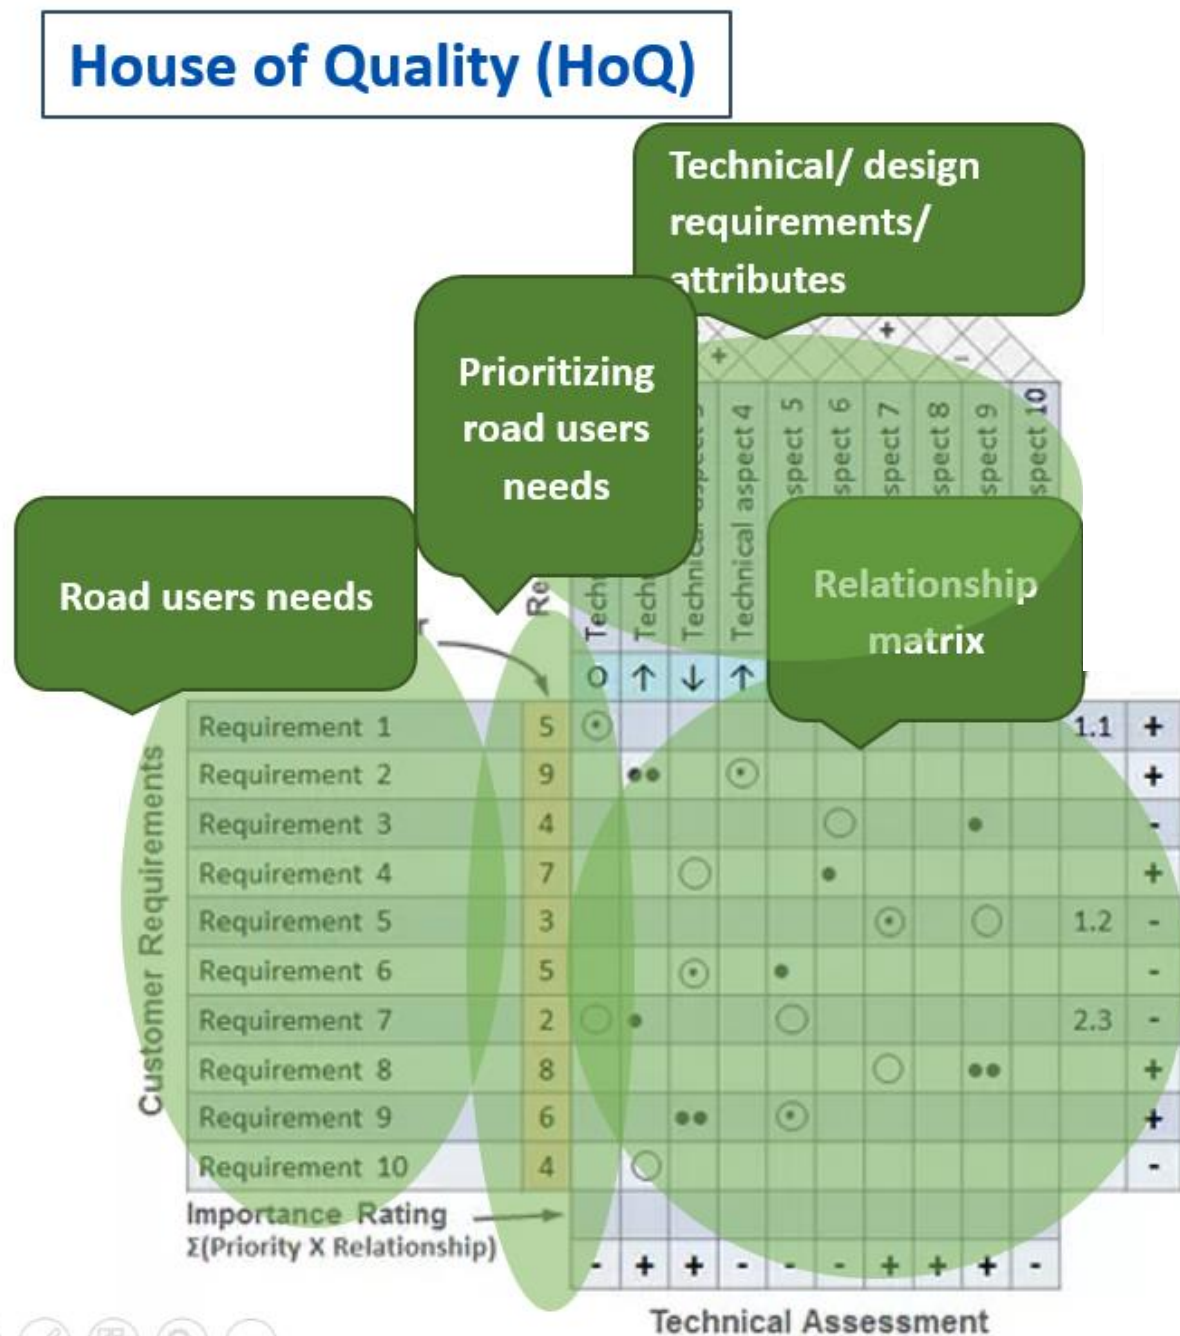 House of Quality (HoQ)
Technical/ design
requirements/
attributes
Prioritizing
road users
needs
Road users needs
Relationship
matrix
+ + −
Technical aspect 4
10
O ↑ ↓ ↑
Customer Requirements
Requirement 1 5 1.1 +
Requirement 2 9 +
Requirement 3 4 -
Requirement 4 7 +
Requirement 5 3 1.2 -
Requirement 6 5 -
Requirement 7 2 2.3 -
Requirement 8 8 +
Requirement 9 6 +
Requirement 10 4 -
Importance Rating
Σ(Priority X Relationship)
- + + - - - + + + -
Technical Assessment